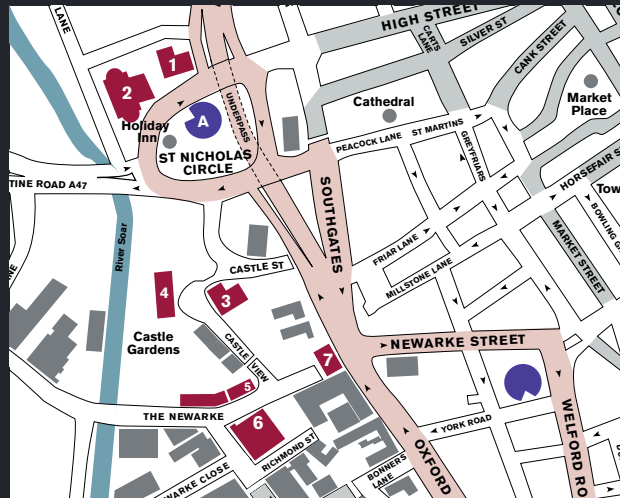 LANE
HIGH STREET
CARTS
LANE
SILVER ST
CANK STREET
1
2
UNDERPASS
Cathedral
Market
Place
Holiday
Inn
A
ST NICHOLAS
CIRCLE
PEACOCK LANE
ST MARTINS
GREYFRIARS
HORSEFAIR S
TINE ROAD A47
SOUTHGATES
Tow
BOWLING G
River Soar
MARKET STREET
FRIAR LANE
CASTLE ST
MILLSTONE LANE
4
3
Castle
Gardens
CASTLE
VIEW
NEWARKE STREET
7
5
THE NEWARKE
6
RICHMOND ST
YORK ROAD
WELFORD RO
OXFORD
BONNERS
LANE
WARKE CLOSE